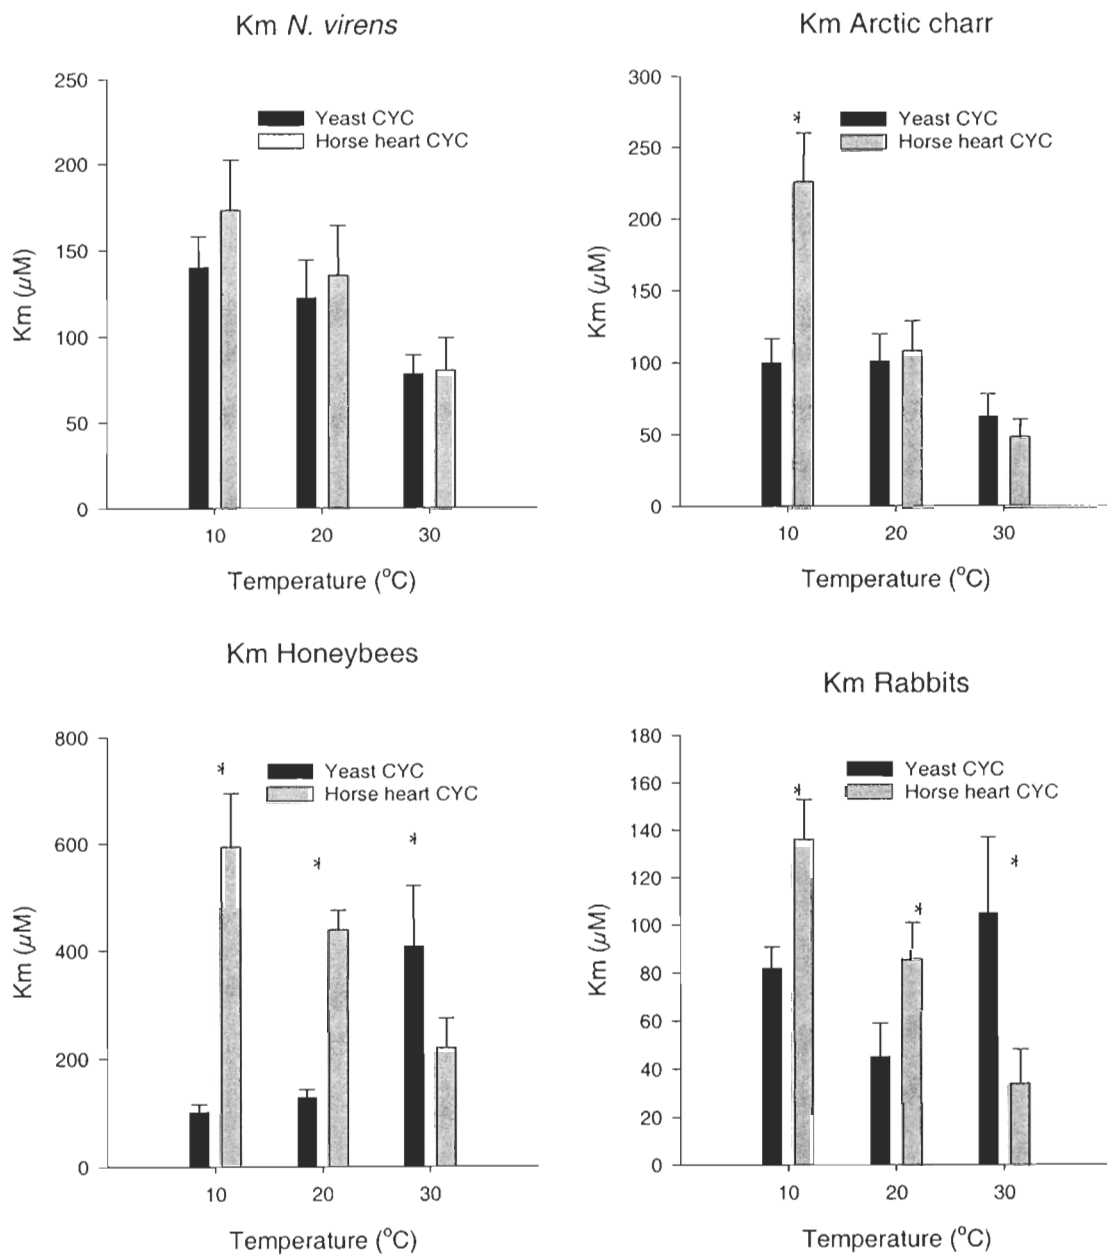 Km N. virens
250
200
150
100
50
0
Km (µM)
Yeast CYC
Horse heart CYC
10 20 30
Temperature (°C)
Km Arctic charr
300
250
200
150
100
50
0
Km (µM)
*
Yeast CYC
Horse heart CYC
10 20 30
Temperature (°C)
Km Honeybees
800
600
400
200
0
Km (µM)
*
*
*
Yeast CYC
Horse heart CYC
10 20 30
Temperature (°C)
Km Rabbits
180
160
140
120
100
80
60
40
20
0
Km (µM)
*
*
*
Yeast CYC
Horse heart CYC
10 20 30
Temperature (°C)